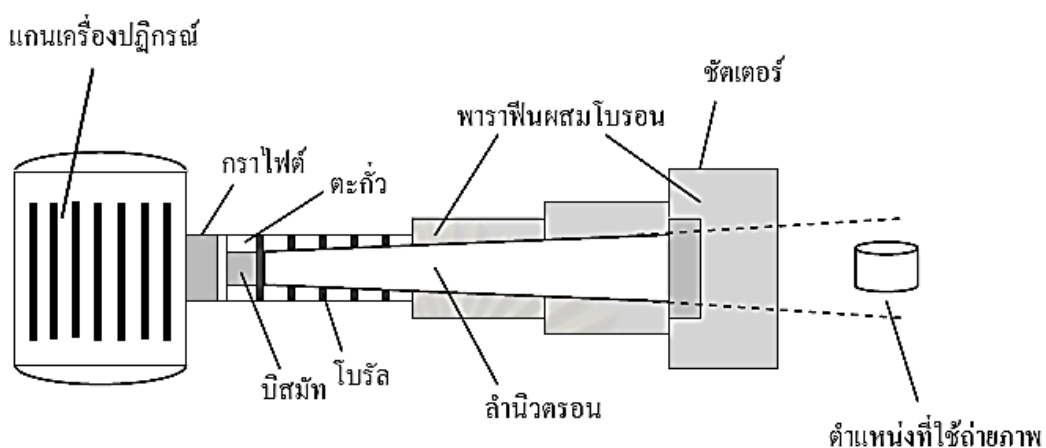 แกนเครื่องปฏิกรณ์
ชัตเตอร์
พาราฟินผสมโบรอน
กราไฟต์
ตะกั่ว
บิสมัท
โบรัล
ลำนิวตรอน
ตำแหน่งที่ใช้ถ่ายภาพ